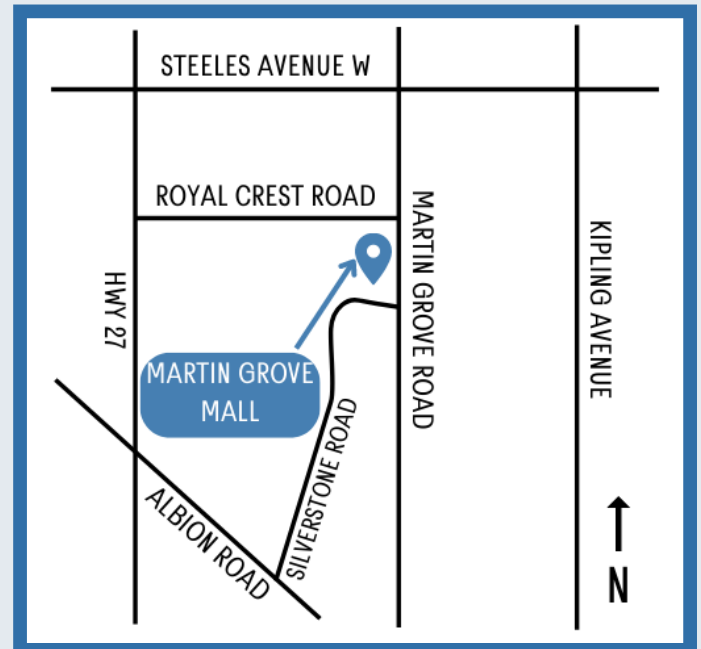 STEELES AVENUE W
ROYAL CREST ROAD
MARTIN GROVE ROAD
KIPLING AVENUE
HWY 27
MARTIN GROVE
MALL
SILVERSTONE ROAD
ALBION ROAD
N